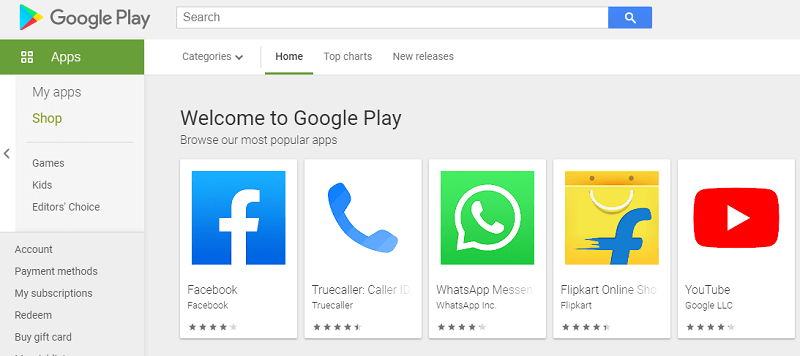 Google Play
Search
Apps
Categories
Home
Top charts
New releases
My apps
Shop
Games
Kids
Editors' Choice
Account
Payment methods
My subscriptions
Redeem
Buy gift card
Welcome to Google Play
Browse our most popular apps
Facebook
Facebook
Truecaller: Caller ID,
Truecaller
WhatsApp Messen
WhatsApp Inc.
Flipkart Online Sho
Flipkart
YouTube
Google LLC